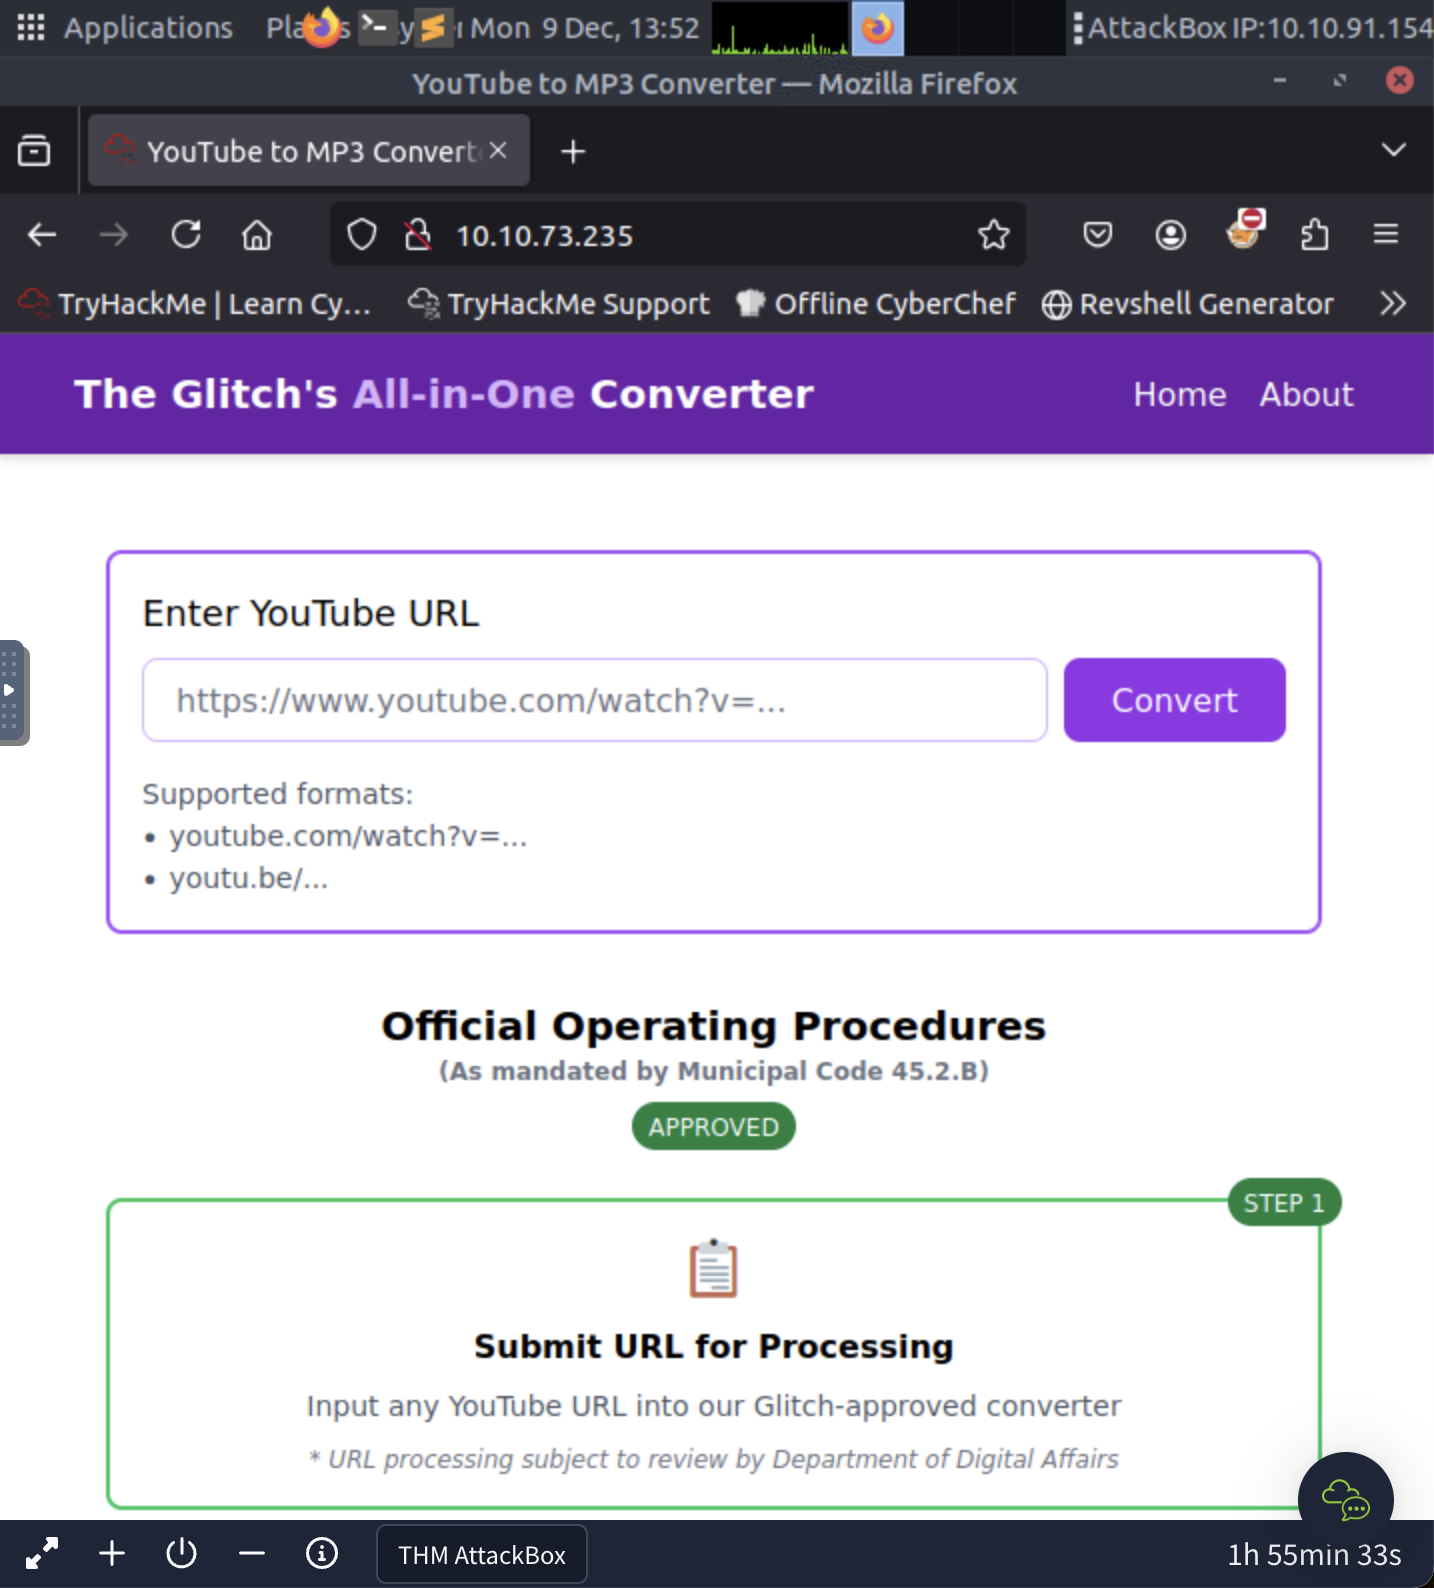 Applications Mon 9 Dec, 13:52 AttackBox IP:10.10.91.154
YouTube to MP3 Converter — Mozilla Firefox
YouTube to MP3 Convert
10.10.73.235
TryHackMe | Learn Cy... TryHackMe Support Offline CyberChef Revshell Generator
The Glitch's All-in-One Converter Home About
Enter YouTube URL
https://www.youtube.com/watch?v=... Convert
Supported formats:
• youtube.com/watch?v=...
• youtu.be/...
Official Operating Procedures
(As mandated by Municipal Code 45.2.B)
APPROVED
STEP 1
Submit URL for Processing
Input any YouTube URL into our Glitch-approved converter
* URL processing subject to review by Department of Digital Affairs
THM AttackBox 1h 55min 33s